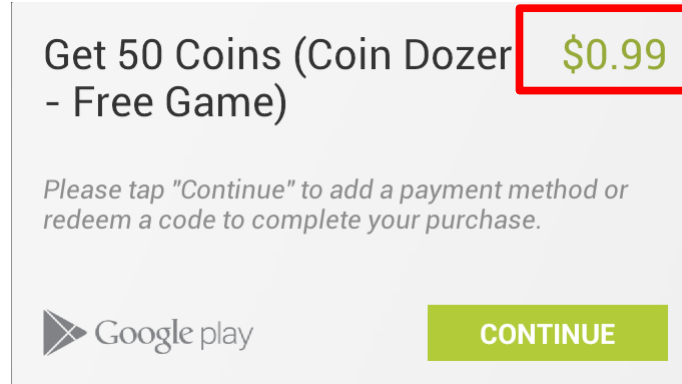 Get 50 Coins (Coin Dozer $0.99
- Free Game)
Please tap "Continue" to add a payment method or
redeem a code to complete your purchase.
Google play CONTINUE